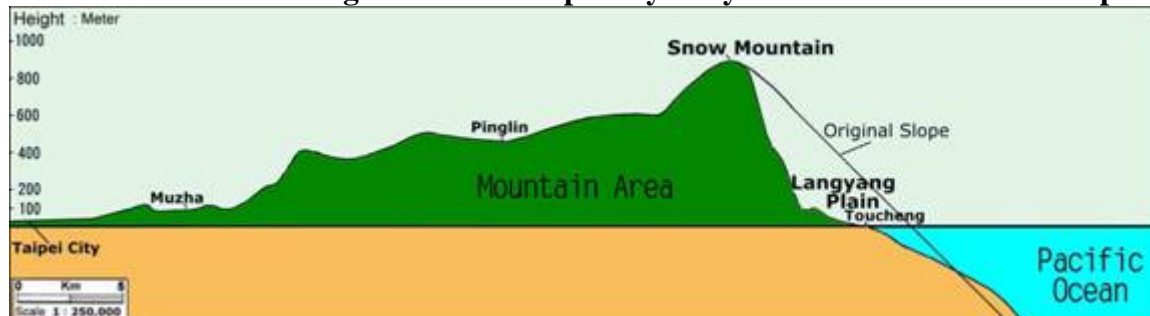 Height : Meter
1000
800
600
400
200
100
Snow Mountain
Original Slope
Pinglin
Mountain Area
Langyang
Plain
Toucheng
Muzha
Taipei City
Pacific
Ocean
0 Km 5
Scale 1 : 250.000